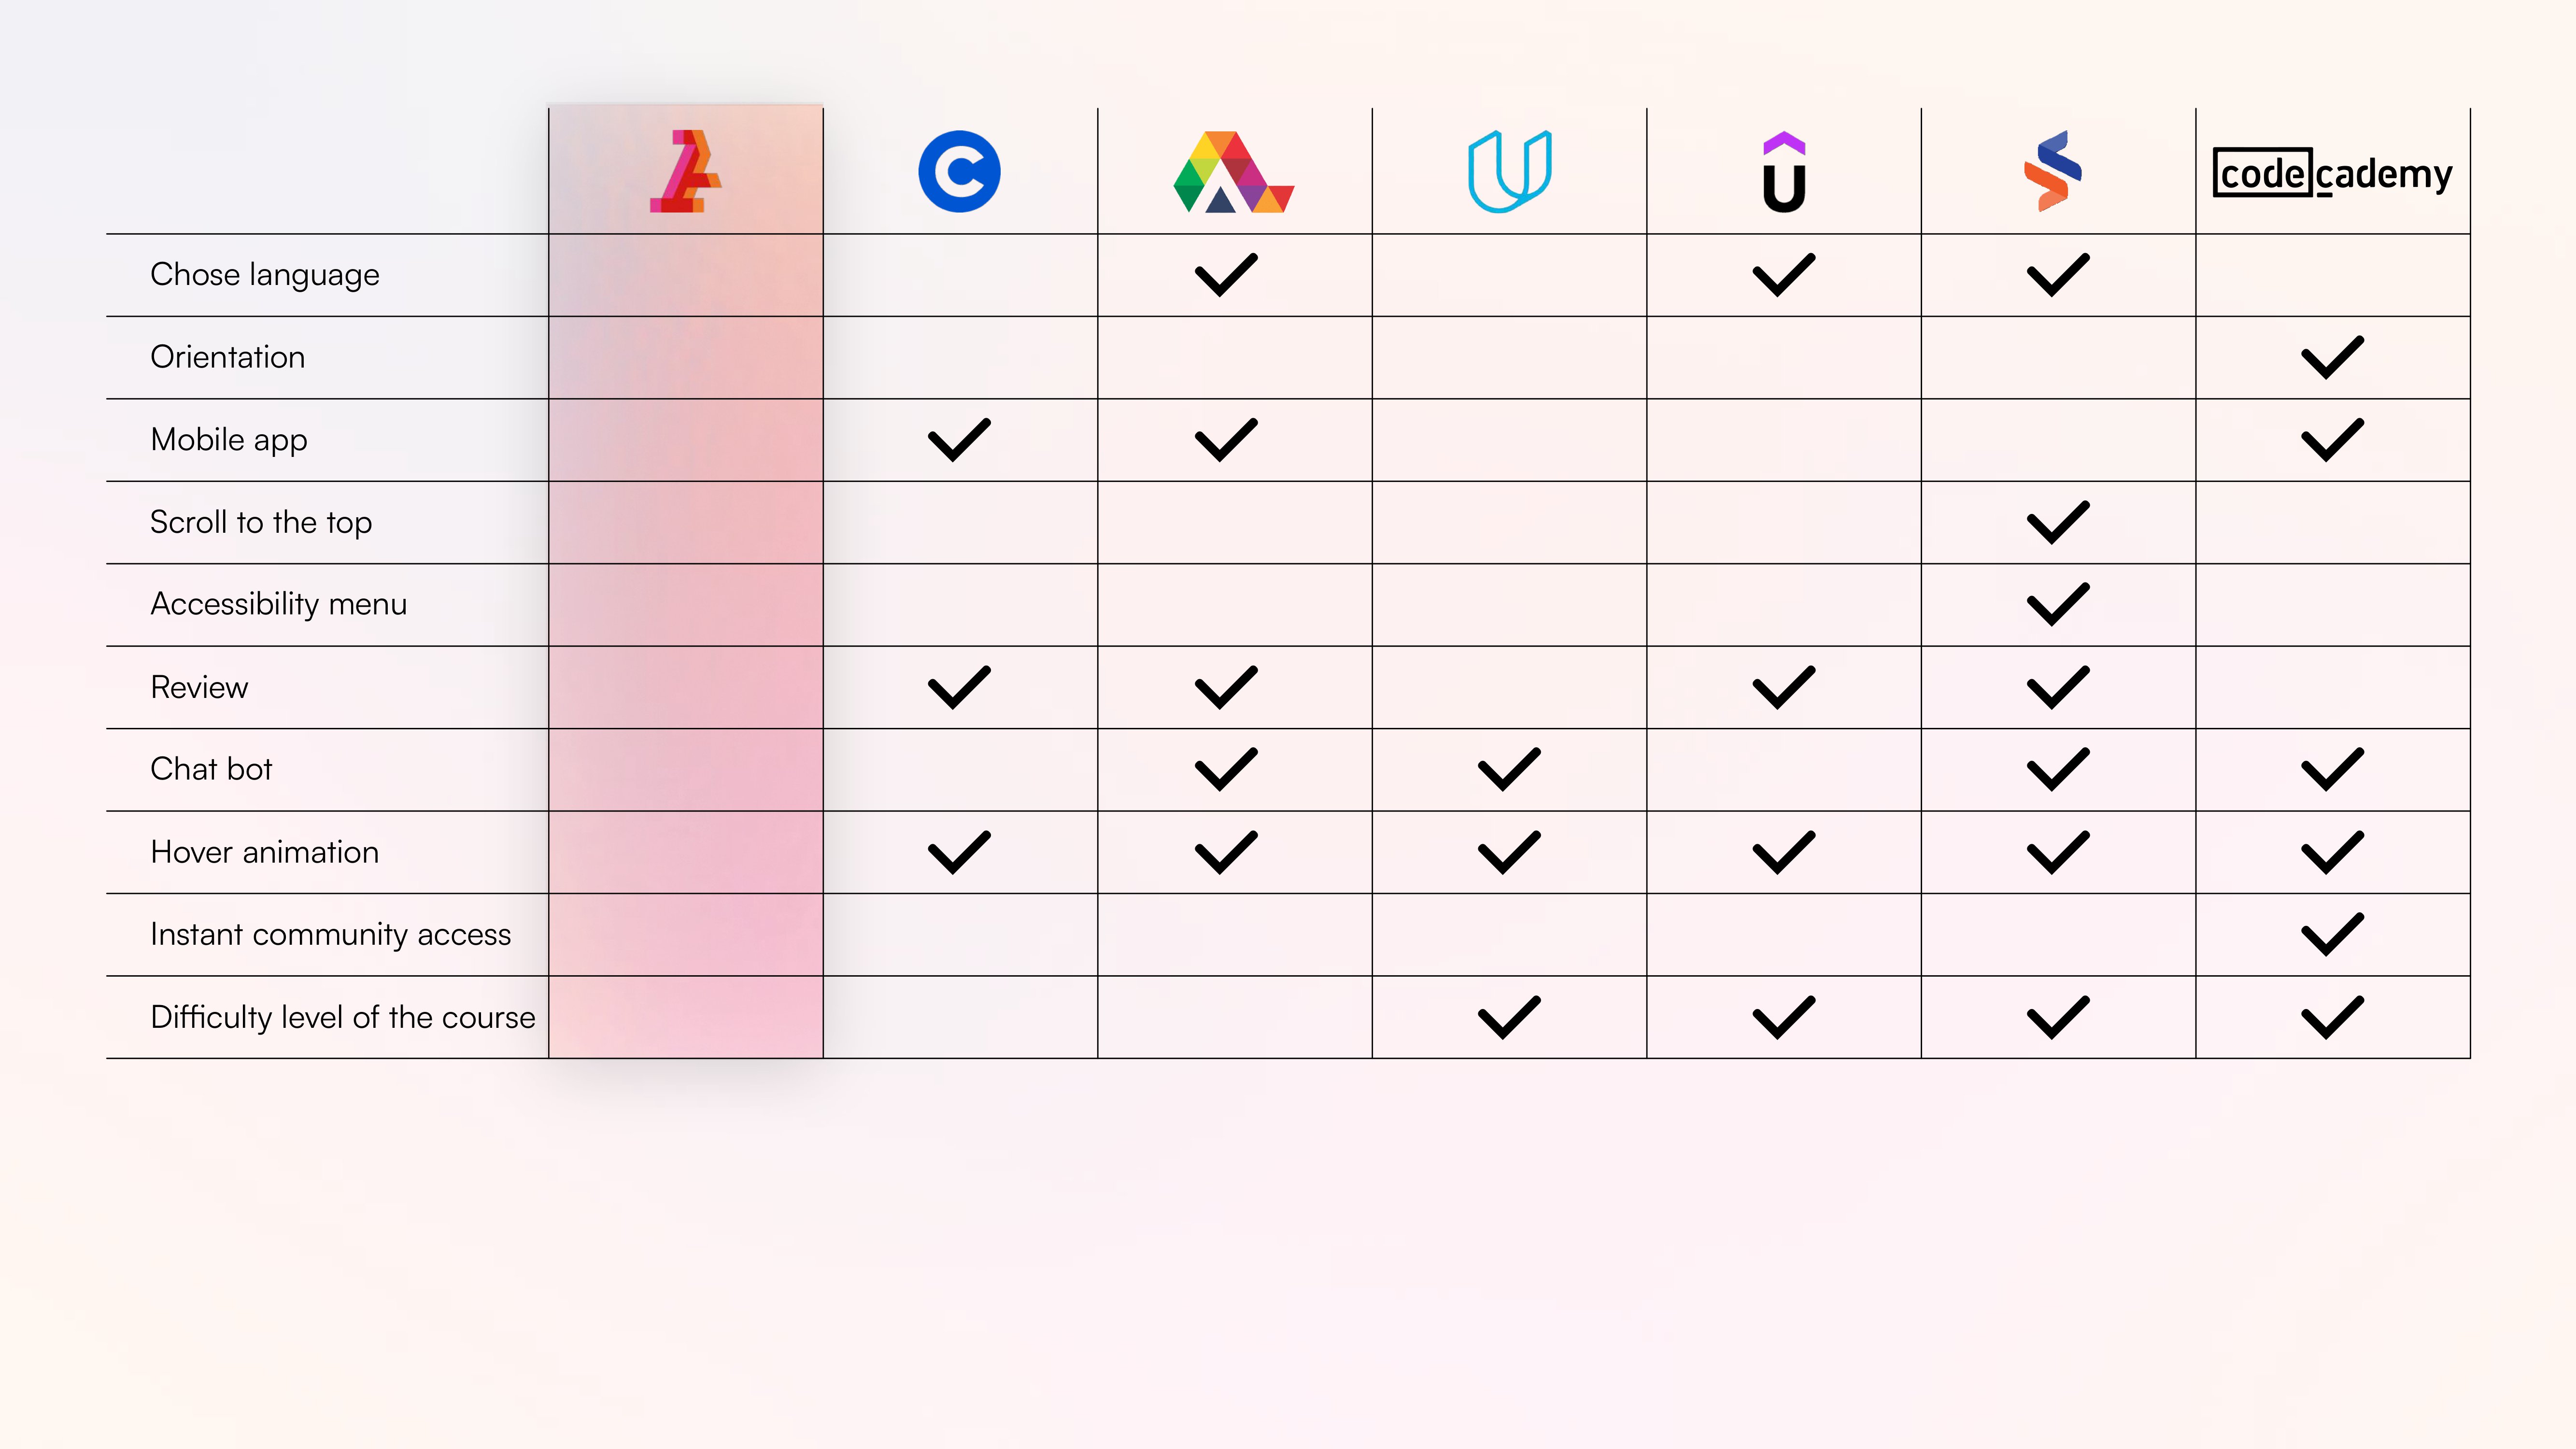 codecademy
Chose language
Orientation
Mobile app
Scroll to the top
Accessibility menu
Review
Chat bot
Hover animation
Instant community access
Difficulty level of the course